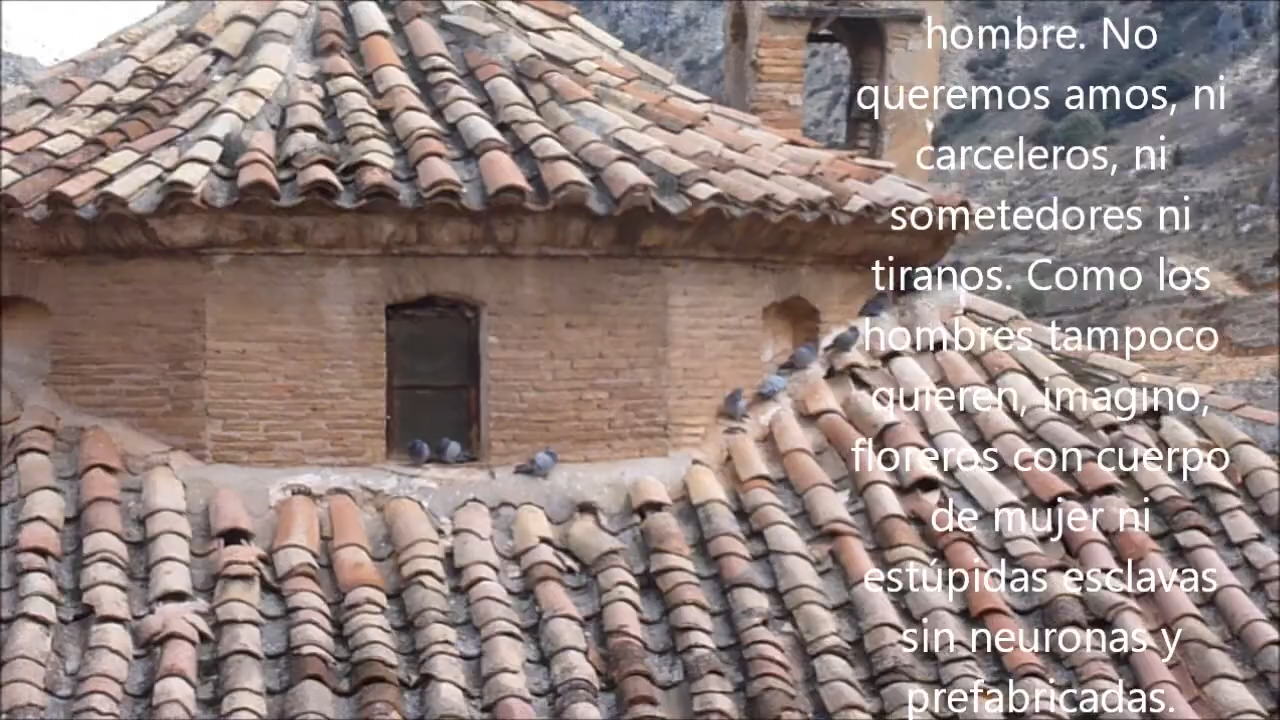 hombre. No
queremos amos, ni
carceleros, ni
sometedores ni
tiranos. Como los
hombres tampoco
quieren, imagino,
floreros con cuerpo
de mujer ni
estúpidas esclavas
sin neuronas y
prefabricadas.